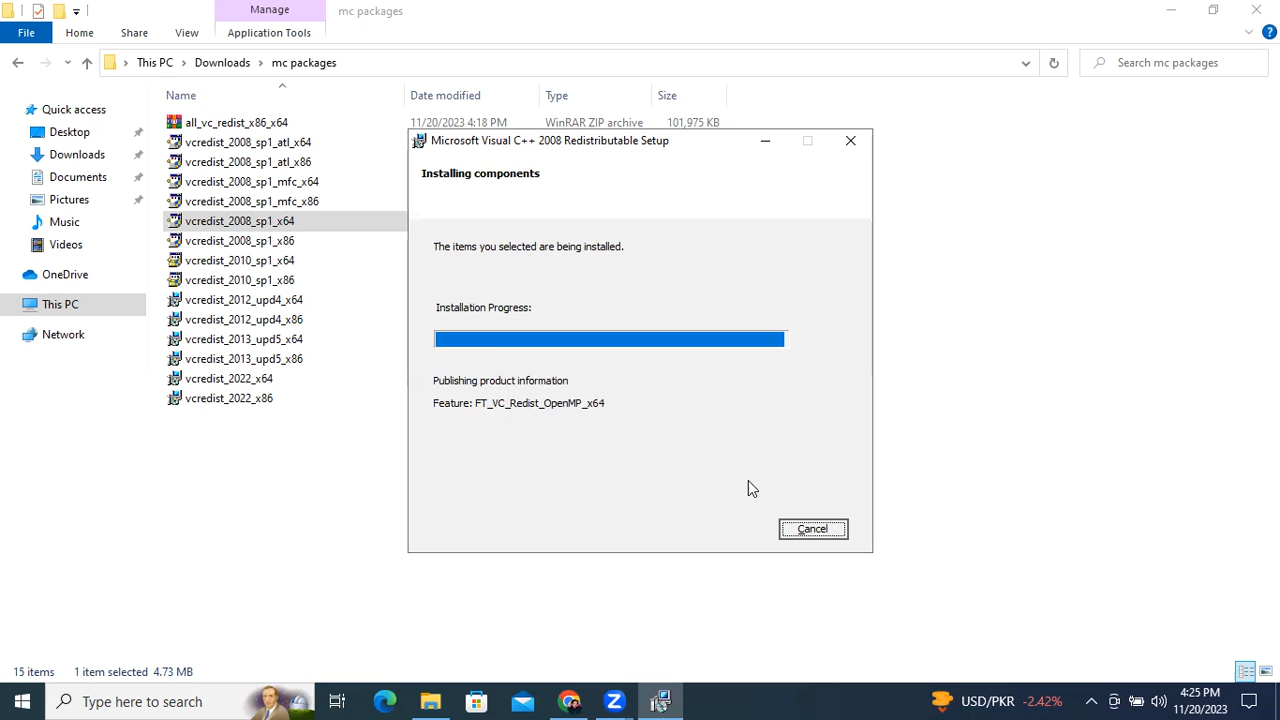 Manage
mc packages
File
Home
Share
View
Application Tools
This PC
Downloads
mc packages
Search mc packages
Name
Date modified
Type
Size
Quick access
Desktop
Downloads
Documents
Pictures
Music
Videos
OneDrive
This PC
Network
all_vc_redist_x86_x64
11/20/2023 4:18 PM
WinRAR ZIP archive
101,975 KB
vcredist_2008_sp1_atl_x64
vcredist_2008_sp1_atl_x86
vcredist_2008_sp1_mfc_x64
vcredist_2008_sp1_mfc_x86
vcredist_2008_sp1_x64
vcredist_2008_sp1_x86
vcredist_2010_sp1_x64
vcredist_2010_sp1_x86
vcredist_2012_upd4_x64
vcredist_2012_upd4_x86
vcredist_2013_upd5_x64
vcredist_2013_upd5_x86
vcredist_2022_x64
vcredist_2022_x86
Microsoft Visual C++ 2008 Redistributable Setup
Installing components
The items you selected are being installed.
Installation Progress:
Publishing product information
Feature: FT_VC_Redist_OpenMP_x64
Cancel
15 items
1 item selected 4.73 MB
Type here to search
USD/PKR -2.42%
4:25 PM
11/20/2023